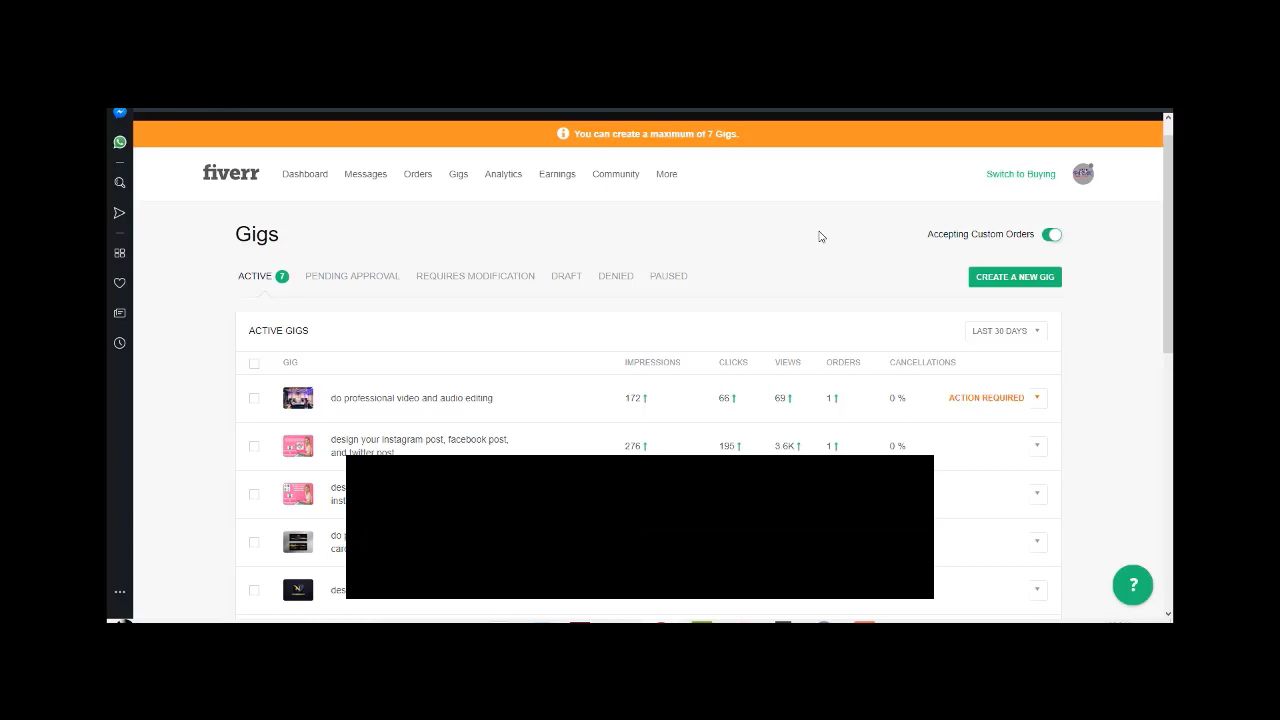 You can create a maximum of 7 Gigs.
fiverr Dashboard Messages Orders Gigs Analytics Earnings Community More Switch to Buying
Gigs
Accepting Custom Orders
ACTIVE 7 PENDING APPROVAL REQUIRES MODIFICATION DRAFT DENIED PAUSED
CREATE A NEW GIG
ACTIVE GIGS
LAST 30 DAYS
GIG IMPRESSIONS CLICKS VIEWS ORDERS CANCELLATIONS
do professional video and audio editing 172 66 69 1 0 % ACTION REQUIRED
design your instagram post, facebook post,
and twitter post 276 195 3.6K 1 0 %
?